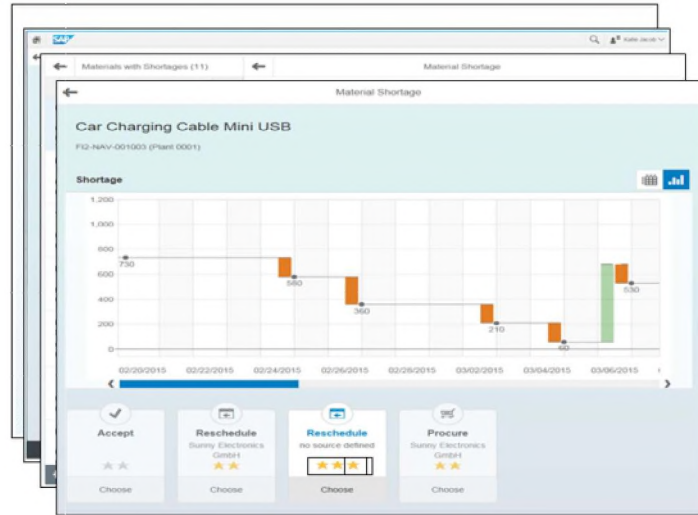 SAP
Kate Jacob
Materials with Shortages (11)
Material Shortage
Material Shortage
Car Charging Cable Mini USB
FI2-NAV-001003 (Plant 0001)
Shortage
1,200
1,000
800
600
400
200
0
730
580
360
210
60
530
02/20/2015
02/22/2015
02/24/2015
02/26/2015
02/28/2015
03/02/2015
03/04/2015
03/06/2015
Accept
Choose
Reschedule
Sunny Electronics
GmbH
Choose
Reschedule
no source defined
Choose
Procure
Sunny Electronics
GmbH
Choose